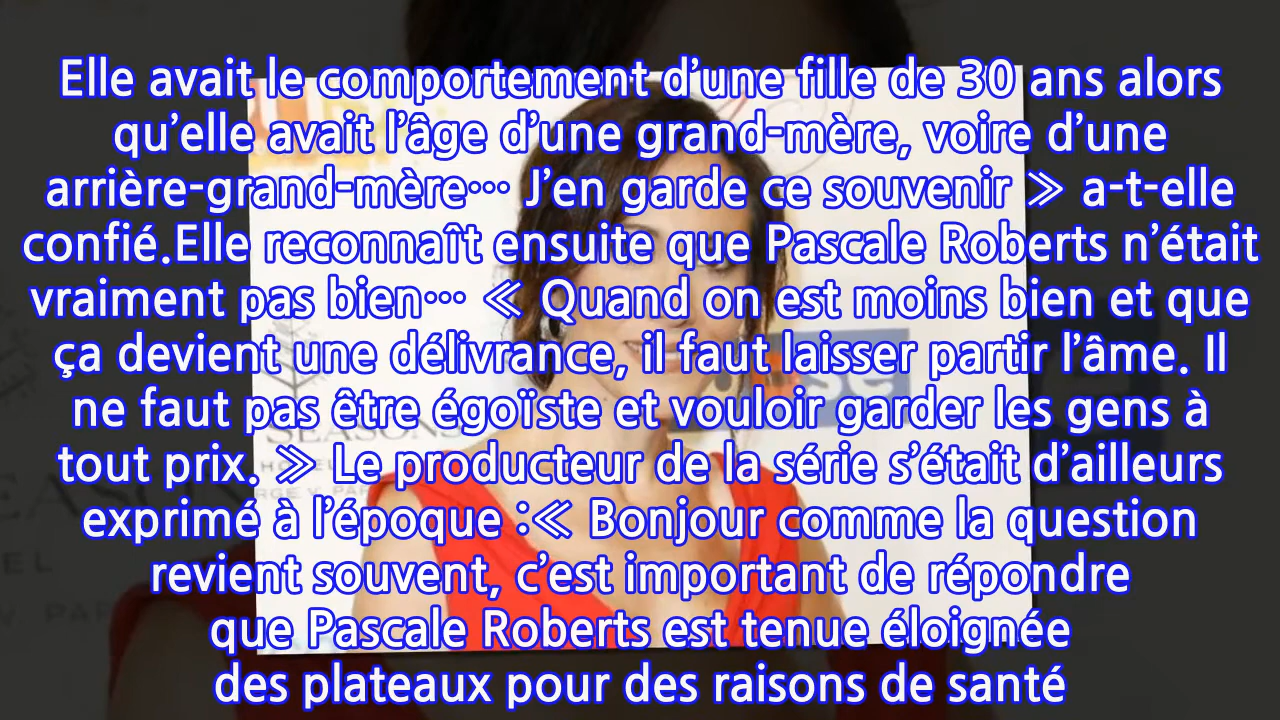 Elle avait le comportement d’une fille de 30 ans alors
qu’elle avait l’âge d’une grand-mère, voire d’une
arrière-grand-mère… J’en garde ce souvenir ≫ a-t-elle
confié.Elle reconnaît ensuite que Pascale Roberts n’était
vraiment pas bien… ≪ Quand on est moins bien et que
ça devient une délivrance, il faut laisser partir l’âme. Il
ne faut pas être égoïste et vouloir garder les gens à
tout prix. ≫ Le producteur de la série s’était d’ailleurs
exprimé à l’époque :≪ Bonjour comme la question
revient souvent, c’est important de répondre
que Pascale Roberts est tenue éloignée
des plateaux pour des raisons de santé
SEASONS